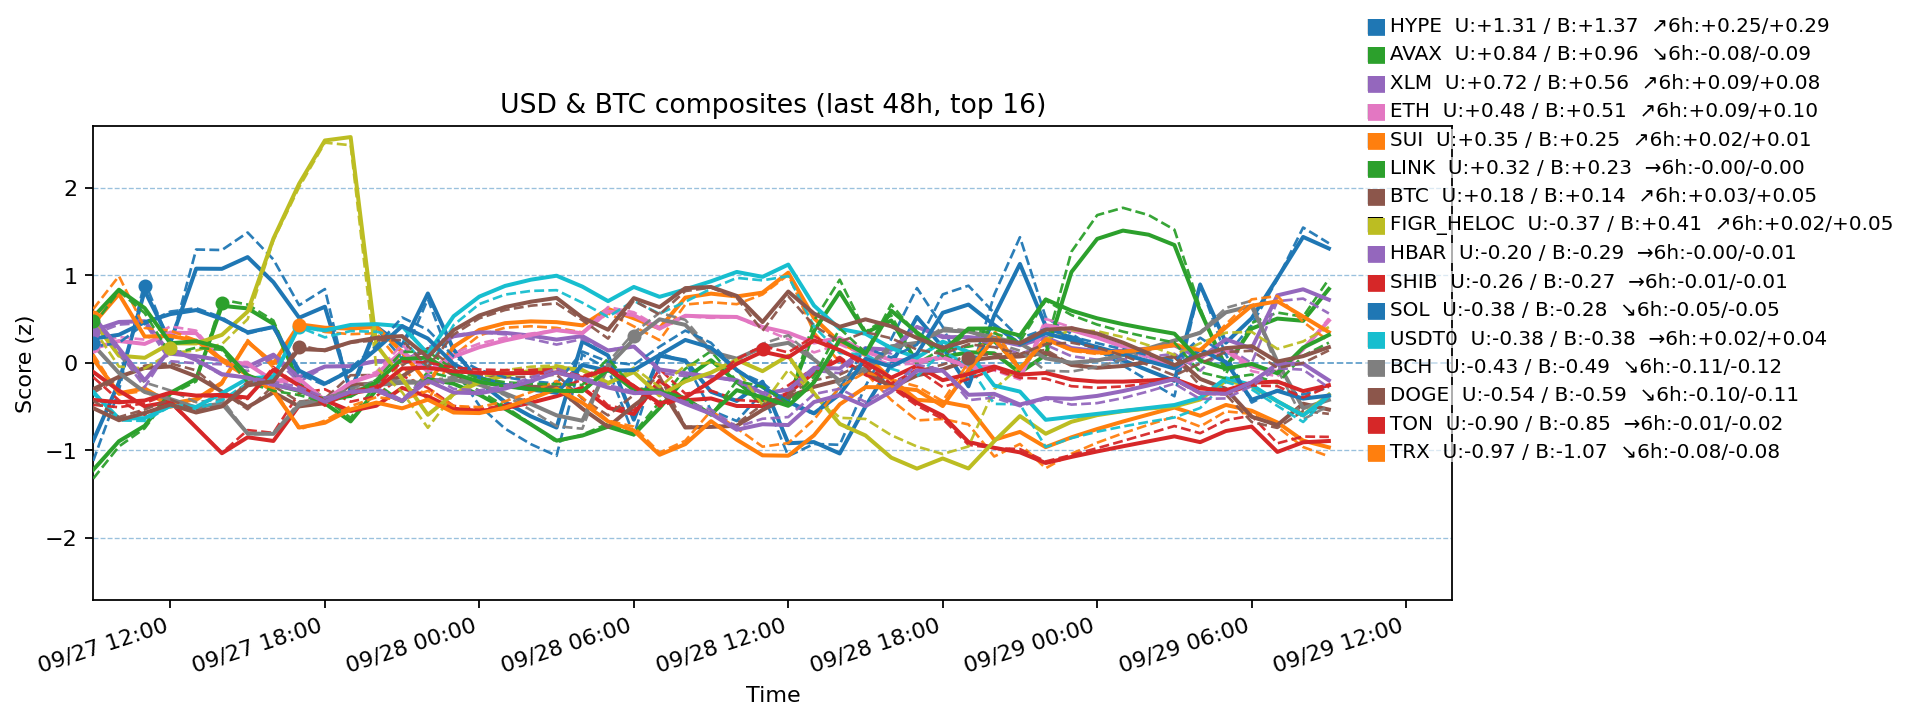 HYPE  U:+1.31 / B:+1.37  ↗6h:+0.25/+0.29
AVAX  U:+0.84 / B:+0.96  ↘6h:-0.08/-0.09
XLM  U:+0.72 / B:+0.56  ↗6h:+0.09/+0.08
ETH  U:+0.48 / B:+0.51  ↗6h:+0.09/+0.10
SUI  U:+0.35 / B:+0.25  ↗6h:+0.02/+0.01
LINK  U:+0.32 / B:+0.23  →6h:-0.00/-0.00
BTC  U:+0.18 / B:+0.14  ↗6h:+0.03/+0.05
FIGR_HELOC  U:-0.37 / B:+0.41  ↗6h:+0.02/+0.05
HBAR  U:-0.20 / B:-0.29  →6h:-0.00/-0.01
SHIB  U:-0.26 / B:-0.27  →6h:-0.01/-0.01
SOL  U:-0.38 / B:-0.28  ↘6h:-0.05/-0.05
USDT0  U:-0.38 / B:-0.38  →6h:+0.02/+0.04
BCH  U:-0.43 / B:-0.49  ↘6h:-0.11/-0.12
DOGE  U:-0.54 / B:-0.59  ↘6h:-0.10/-0.11
TON  U:-0.90 / B:-0.85  →6h:-0.01/-0.02
TRX  U:-0.97 / B:-1.07  ↘6h:-0.08/-0.08
USD & BTC composites (last 48h, top 16)
Score (z)
2
1
0
−1
−2
09/27 12:00
09/27 18:00
09/28 00:00
09/28 06:00
09/28 12:00
09/28 18:00
09/29 00:00
09/29 06:00
09/29 12:00
Time